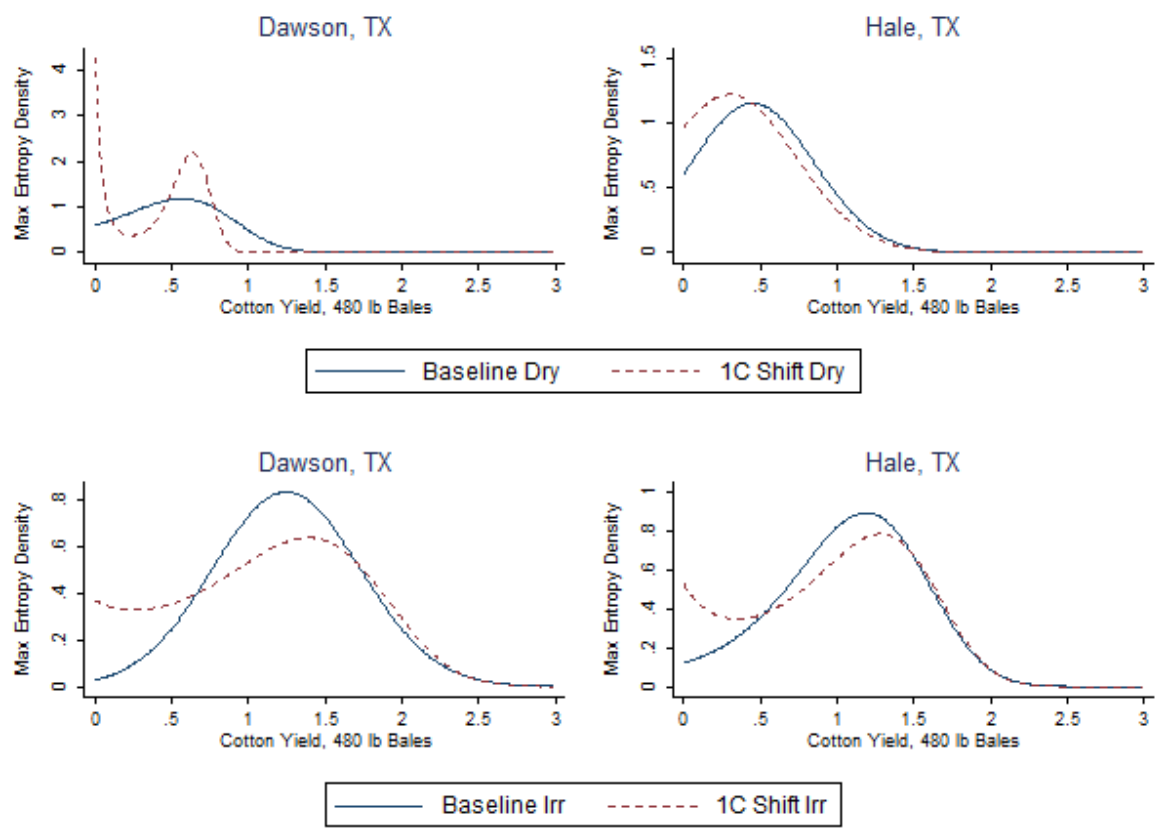 Dawson, TX
Max Entropy Density
4
3
2
1
0
0 .5 1 1.5 2 2.5 3
Cotton Yield, 480 lb Bales
Hale, TX
Max Entropy Density
1.5
1
.5
0
0 .5 1 1.5 2 2.5 3
Cotton Yield, 480 lb Bales
Baseline Dry 1C Shift Dry
Dawson, TX
Max Entropy Density
.8
.6
.4
.2
0
0 .5 1 1.5 2 2.5 3
Cotton Yield, 480 lb Bales
Hale, TX
Max Entropy Density
1
.8
.6
.4
.2
0
0 .5 1 1.5 2 2.5 3
Cotton Yield, 480 lb Bales
Baseline Irr 1C Shift Irr